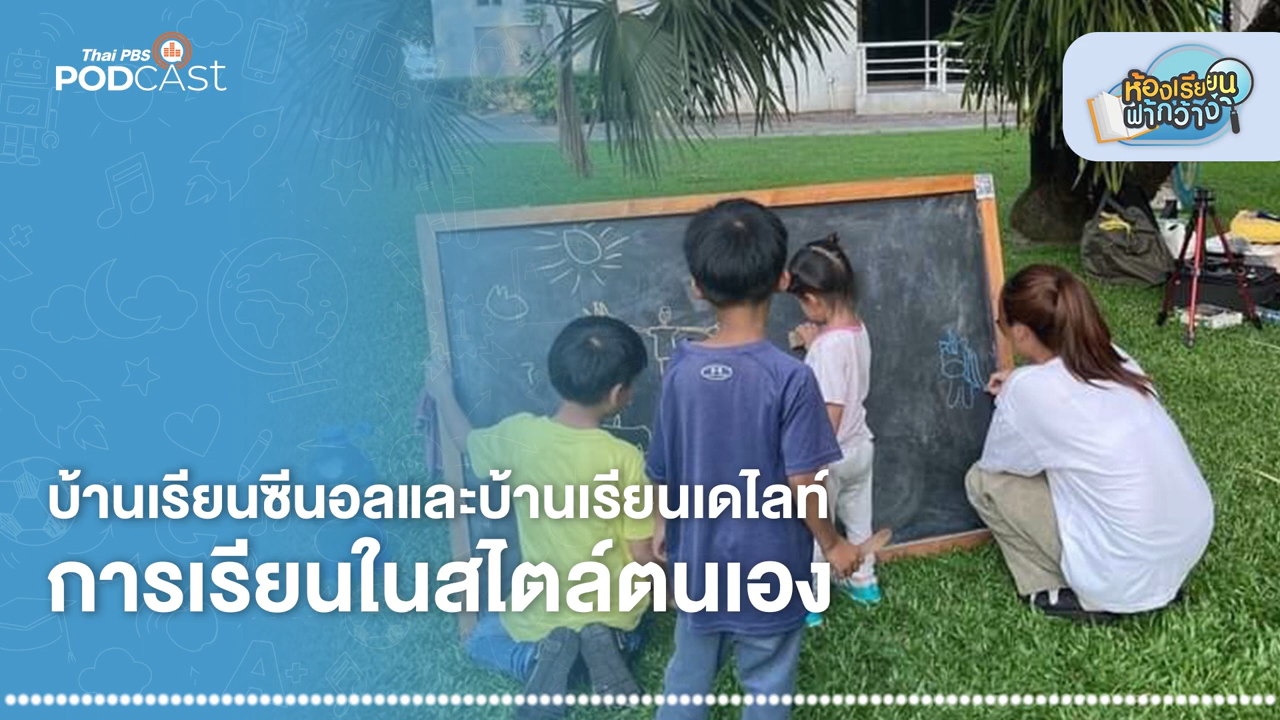 Thai PBS
PODCAST
ห้องเรียน
ฟ้ากว้าง
บ้านเรียนซีนอลและบ้านเรียนเดไลท์
การเรียนในสไตล์ตนเอง